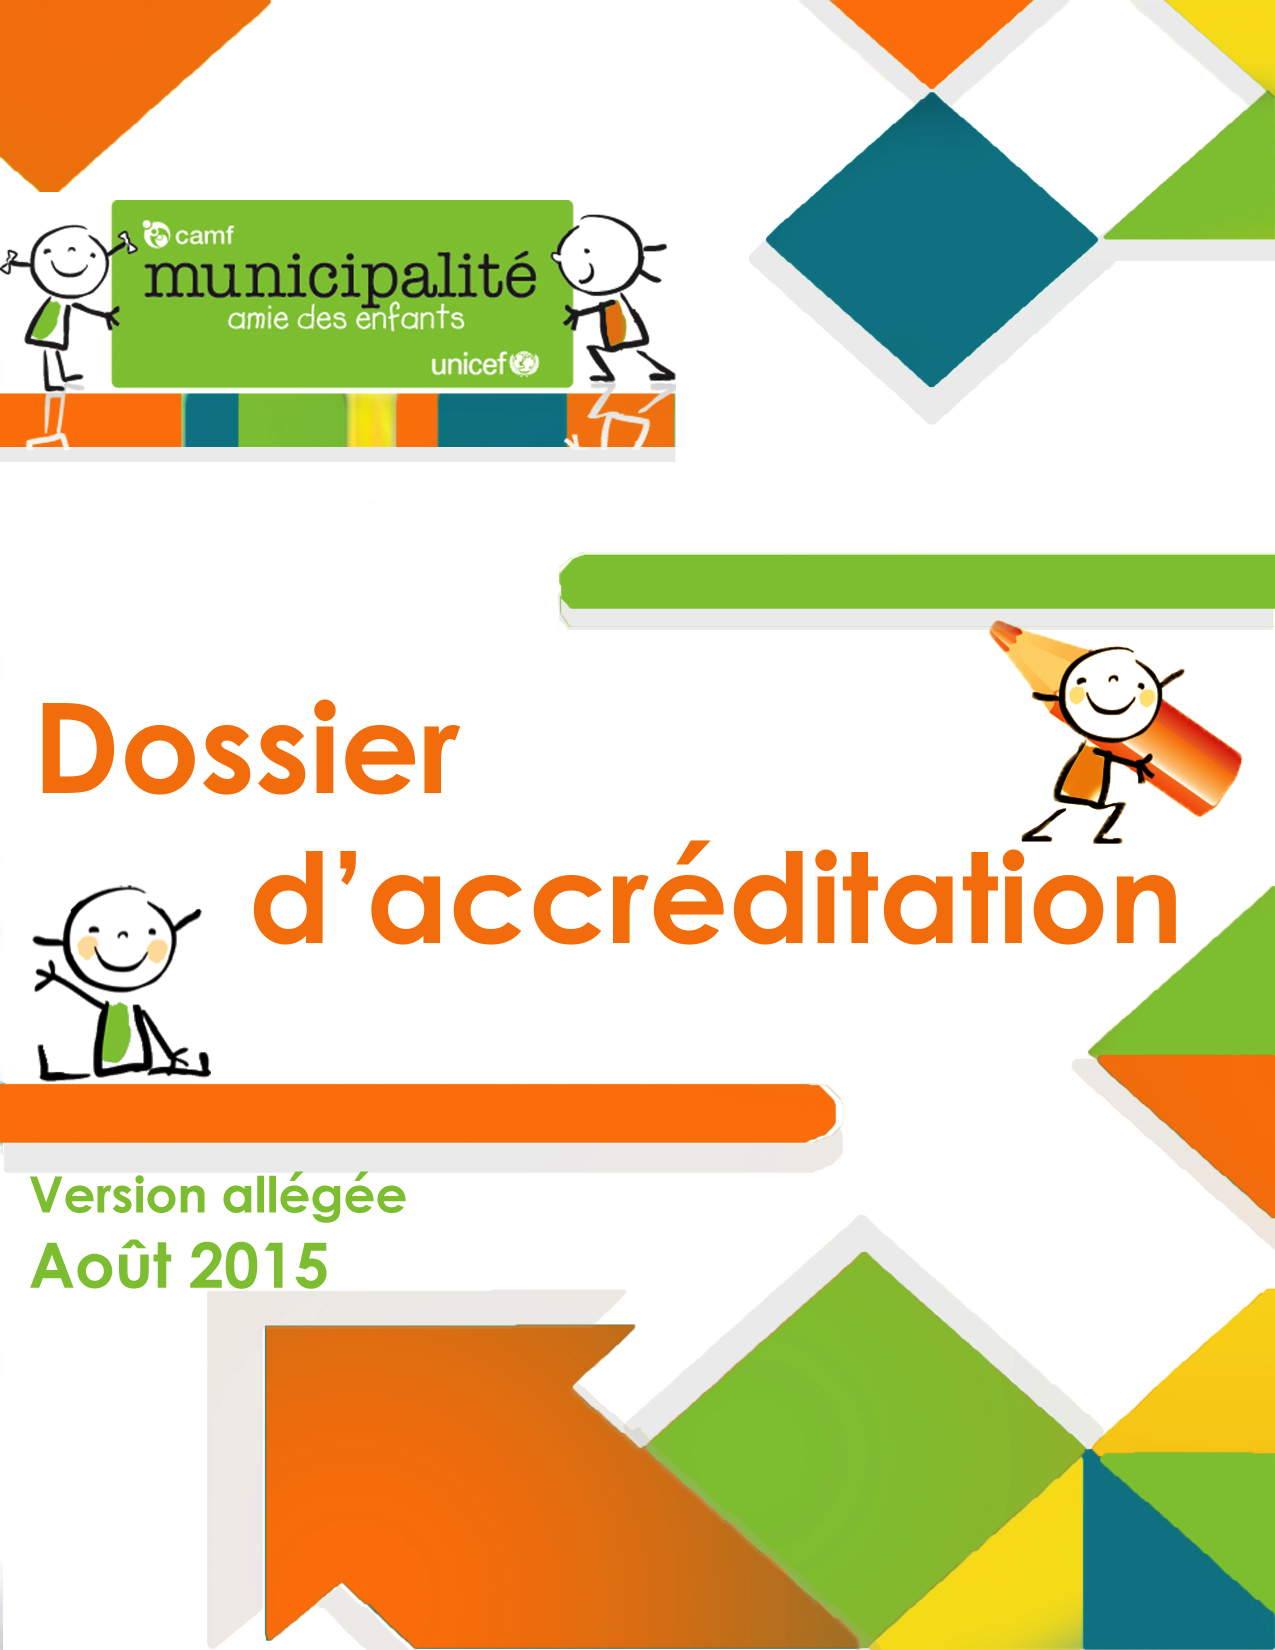 camf
municipalité
amie des enfants
unicef
Dossier
d’accréditation
Version allégée
Août 2015